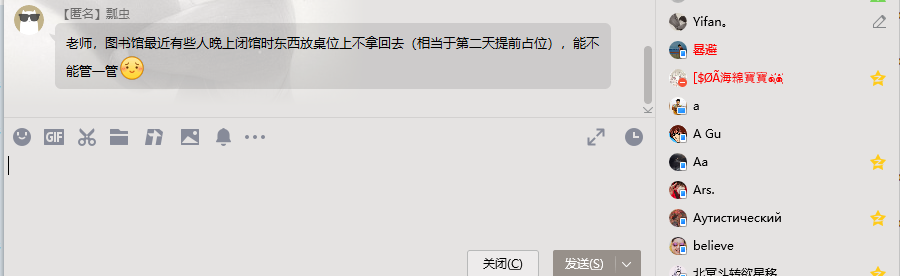 【匿名】瓢虫
老师，图书馆最近有些人晚上闭馆时东西放桌位上不拿回去（相当于第二天提前占位），能不
能管一管
GIF
关闭(C)
发送(S)
Yifan。
[$ØÃ海绵寶寶
a
A Gu
Aa
Ars.
Аутистический
believe
北冥斗转欲星移